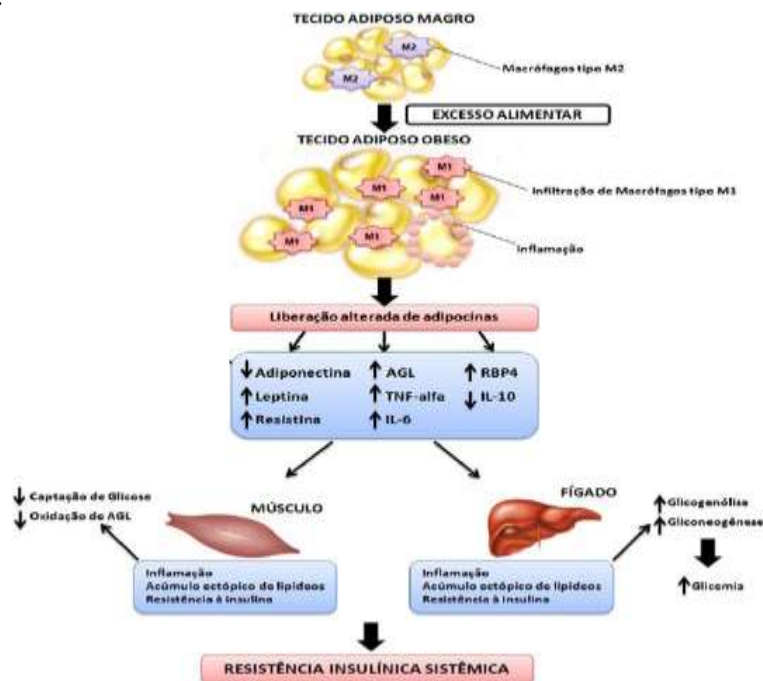 TECIDO ADIPOSO MAGRO
M2
M2
Macrófagos tipo M2
EXCESSO ALIMENTAR
TECIDO ADIPOSO OBESO
M1
M1
M1
M1
M1
M1
Infiltração de Macrófagos tipo M1
Inflamação
Liberação alterada de adipocinas
↓ Adiponectina ↑ AGL ↑ RBP4
↑ Leptina ↑ TNF-alfa ↓ IL-10
↑ Resistina ↑ IL-6
↓ Captação de Glicose
↓ Oxidação de AGL
MÚSCULO
FÍGADO
↑ Glicogenólise
↑ Gliconeogênese
↑ Glicemia
Inflamação
Acúmulo ectópico de lipídeos
Resistência à insulina
Inflamação
Acúmulo ectópico de lipídeos
Resistência à insulina
RESISTÊNCIA INSULÍNICA SISTÊMICA